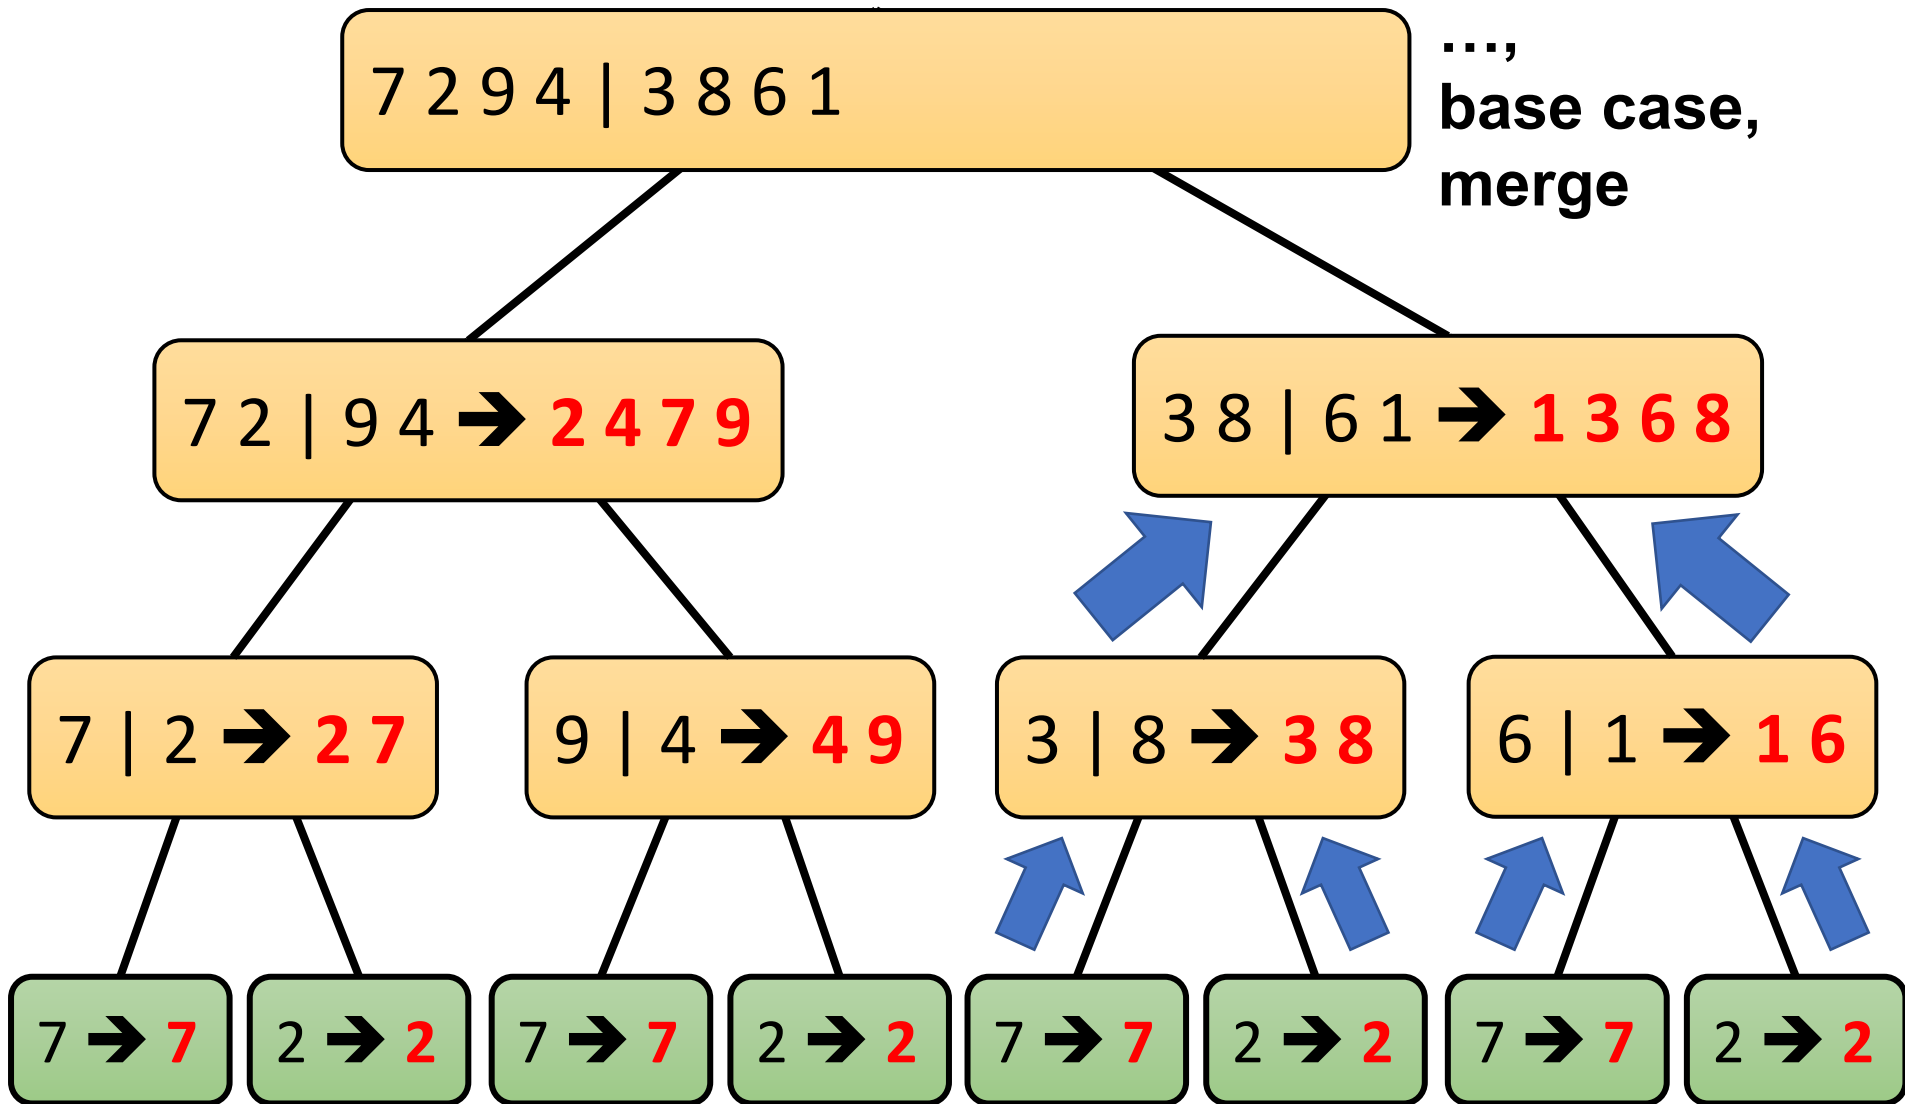 7 2 9 4 | 3 8 6 1
…,
base case,
merge
7 2 | 9 4 ➔ 2 4 7 9
3 8 | 6 1 ➔ 1 3 6 8
7 | 2 ➔ 2 7
9 | 4 ➔ 4 9
3 | 8 ➔ 3 8
6 | 1 ➔ 1 6
7 ➔ 7
2 ➔ 2
7 ➔ 7
2 ➔ 2
7 ➔ 7
2 ➔ 2
7 ➔ 7
2 ➔ 2